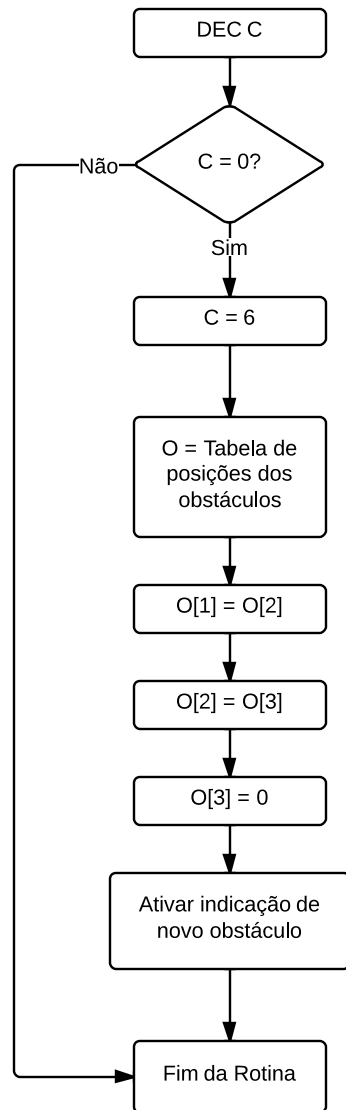 DEC C
C = 0?
Não
Sim
C = 6
O = Tabela de
posições dos
obstáculos
O[1] = O[2]
O[2] = O[3]
O[3] = 0
Ativar indicação de
novo obstáculo
Fim da Rotina